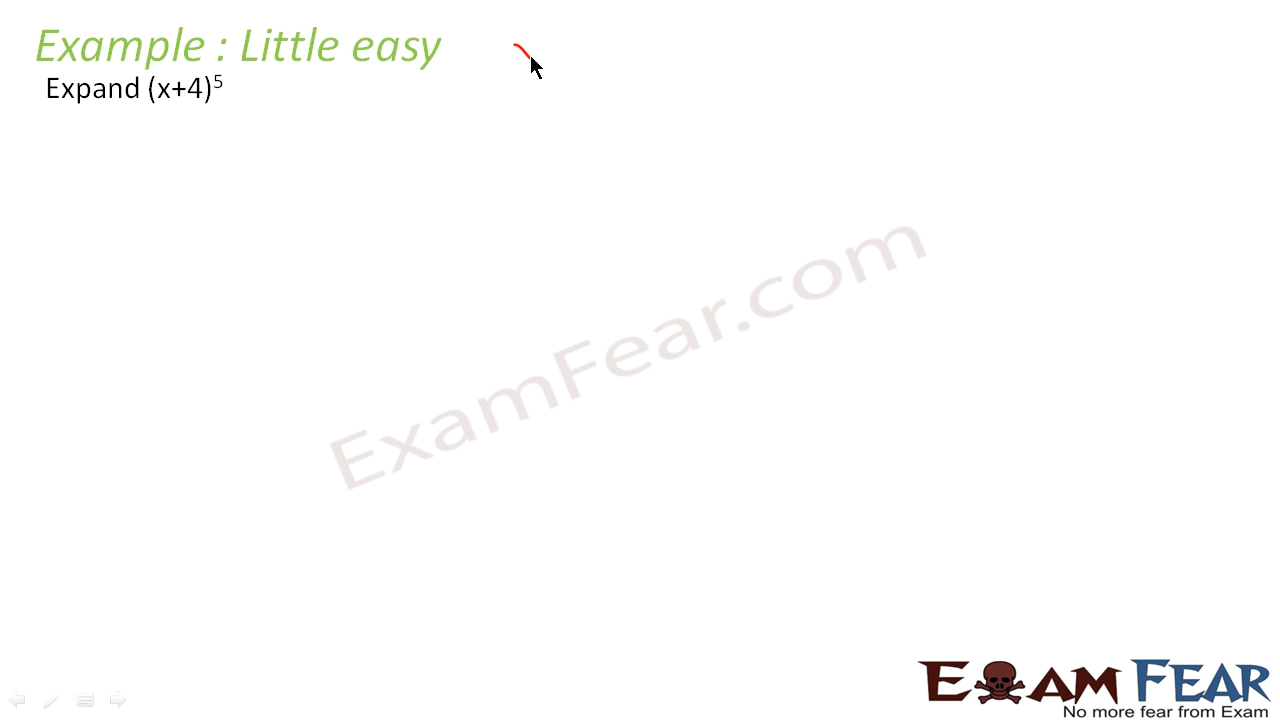 Example : Little easy
Expand (x+4)⁵
ExamFear.com
EXAM FEAR
No more fear from Exam